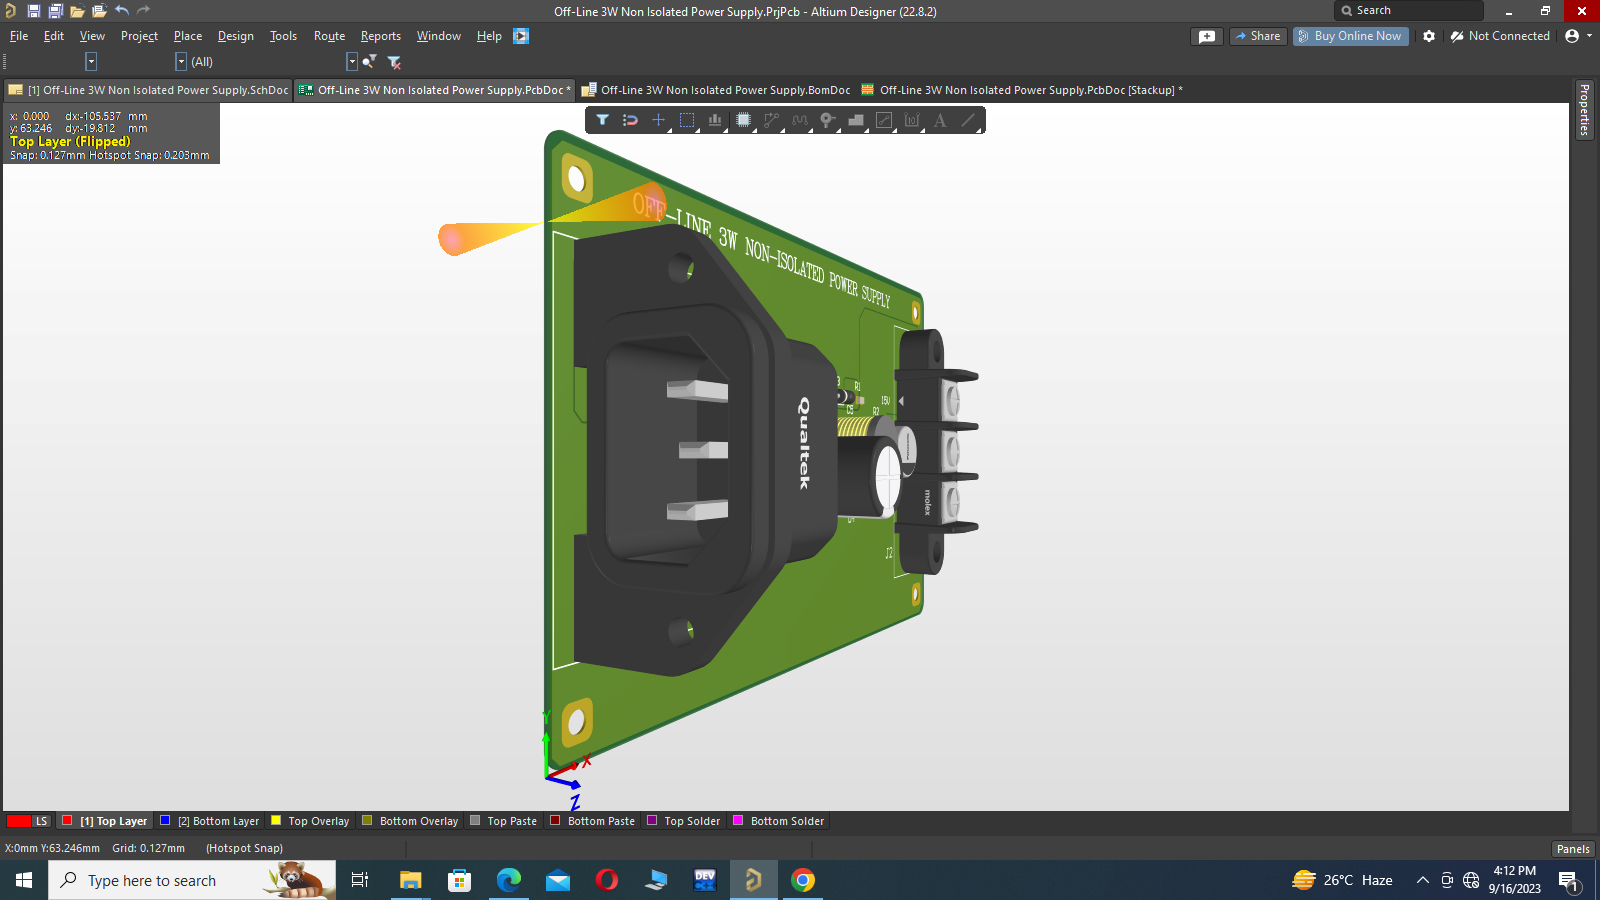 Off-Line 3W Non Isolated Power Supply.PrjPcb - Altium Designer (22.8.2)
Search
File Edit View Project Place Design Tools Route Reports Window Help
Share
Buy Online Now
Not Connected
(All)
[1] Off-Line 3W Non Isolated Power Supply.SchDoc
Off-Line 3W Non Isolated Power Supply.PcbDoc *
Off-Line 3W Non Isolated Power Supply.BomDoc
Off-Line 3W Non Isolated Power Supply.PcbDoc [Stackup] *
Properties
x: 0.000 dx:-105.537 mm
y: 63.246 dy:-19.812 mm
Top Layer (Flipped)
Snap: 0.127mm Hotspot Snap: 0.203mm
OFF-LINE 3W NON-ISOLATED POWER SUPPLY
R1
15V
C5
R2
Qualtek
Panasonic
molex
J2
Y
X
Z
LS
[1] Top Layer
[2] Bottom Layer
Top Overlay
Bottom Overlay
Top Paste
Bottom Paste
Top Solder
Bottom Solder
X:0mm Y:63.246mm Grid: 0.127mm (Hotspot Snap)
Panels
Type here to search
DEV
26°C Haze
4:12 PM
9/16/2023
1